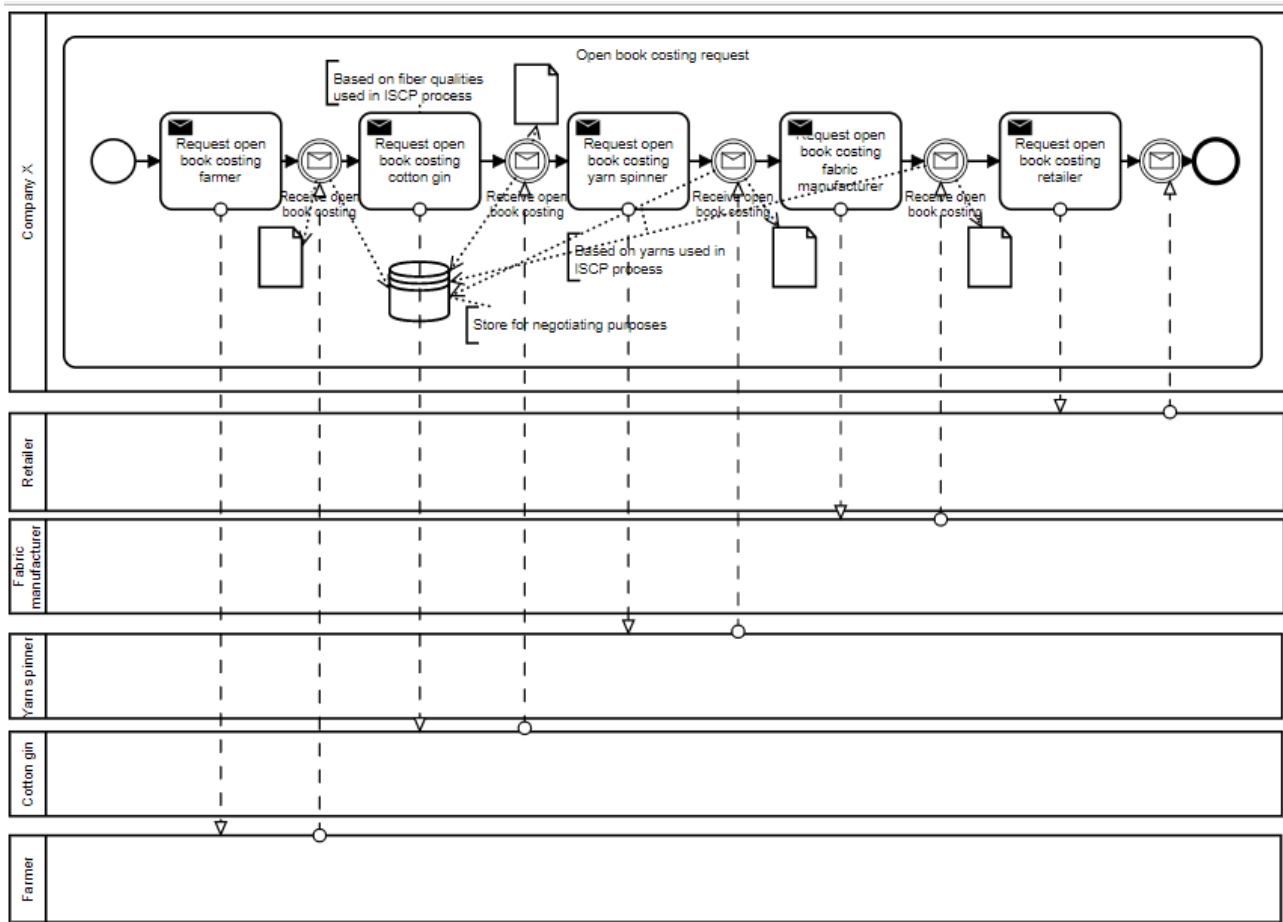 Company X
Open book costing request
Based on fiber qualities
used in ISCP process
Request open
book costing
farmer
Receive open
book costing
Request open
book costing
cotton gin
Receive open
book costing
Request open
book costing
yarn spinner
Receive open
book costing
Request open
book costing
fabric
manufacturer
Receive open
book costing
Request open
book costing
retailer
Based on yarns used in
ISCP process
Store for negotiating purposes
Retailer
Fabric
manufacturer
Yarn spinner
Cotton gin
Farmer